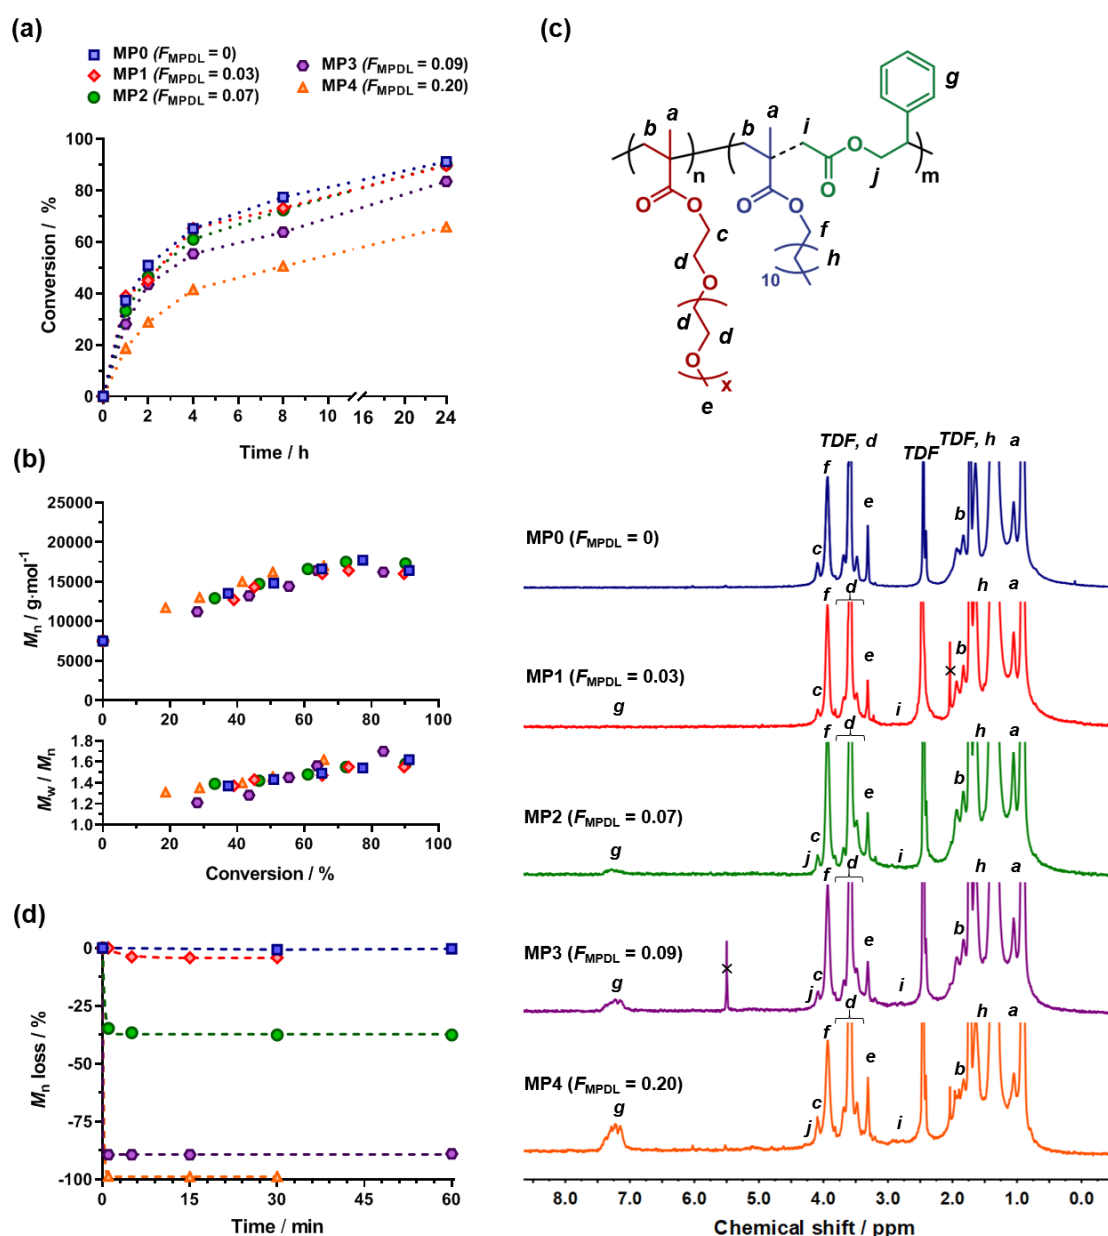 (a)
MP0 (FMPDL = 0)
MP1 (FMPDL = 0.03)
MP2 (FMPDL = 0.07)
MP3 (FMPDL = 0.09)
MP4 (FMPDL = 0.20)
100
80
60
40
20
0
Conversion / %
0 2 4 6 8 10 16 20 24
Time / h
(b)
25000
20000
15000
10000
5000
0
Mn / g·mol-1
1.8
1.6
1.4
1.2
1.0
Mw / Mn
0 20 40 60 80 100
Conversion / %
(d)
0
-25
-50
-75
-100
Mn loss / %
0 15 30 45 60
Time / min
(c)
g
a a i
b b
O
j
n O m
O O
O O
c f
d h
10
O
d d
O
x
e
TDF, d TDF TDF, h a
f
e
b
c
MP0 (FMPDL = 0)
f d h a
e b
c i
g
MP1 (FMPDL = 0.03)
f d h a
e b
c
j i
g
MP2 (FMPDL = 0.07)
f d h a
e b
c
j i
g
MP3 (FMPDL = 0.09)
f d h a
e b
c
j i
g
MP4 (FMPDL = 0.20)
8.0 7.0 6.0 5.0 4.0 3.0 2.0 1.0 0.0
Chemical shift / ppm